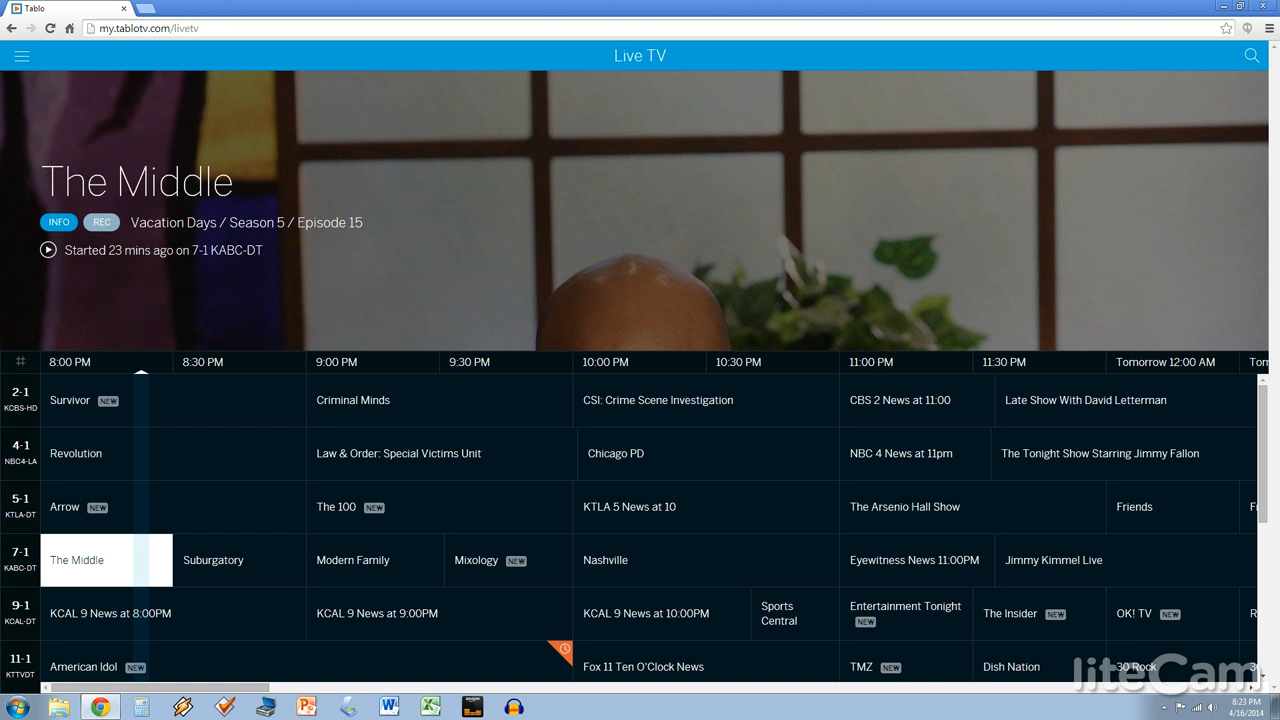 Tablo
my.tablotv.com/livetv
Live TV
The Middle
INFO REC Vacation Days / Season 5 / Episode 15
Started 23 mins ago on 7-1 KABC-DT
# 8:00 PM 8:30 PM 9:00 PM 9:30 PM 10:00 PM 10:30 PM 11:00 PM 11:30 PM Tomorrow 12:00 AM Tom
2-1 KCBS-HD Survivor NEW Criminal Minds CSI: Crime Scene Investigation CBS 2 News at 11:00 Late Show With David Letterman
4-1 NBC4-LA Revolution Law & Order: Special Victims Unit Chicago PD NBC 4 News at 11pm The Tonight Show Starring Jimmy Fallon
5-1 KTLA-DT Arrow NEW The 100 NEW KTLA 5 News at 10 The Arsenio Hall Show Friends
7-1 KABC-DT The Middle Suburgatory Modern Family Mixology NEW Nashville Eyewitness News 11:00PM Jimmy Kimmel Live
9-1 KCAL-DT KCAL 9 News at 8:00PM KCAL 9 News at 9:00PM KCAL 9 News at 10:00PM Sports Central Entertainment Tonight NEW The Insider NEW OK! TV NEW
11-1 KTTVDT American Idol NEW Fox 11 Ten O'Clock News TMZ NEW Dish Nation 30 Rock
liteCam
8:23 PM
4/16/2014